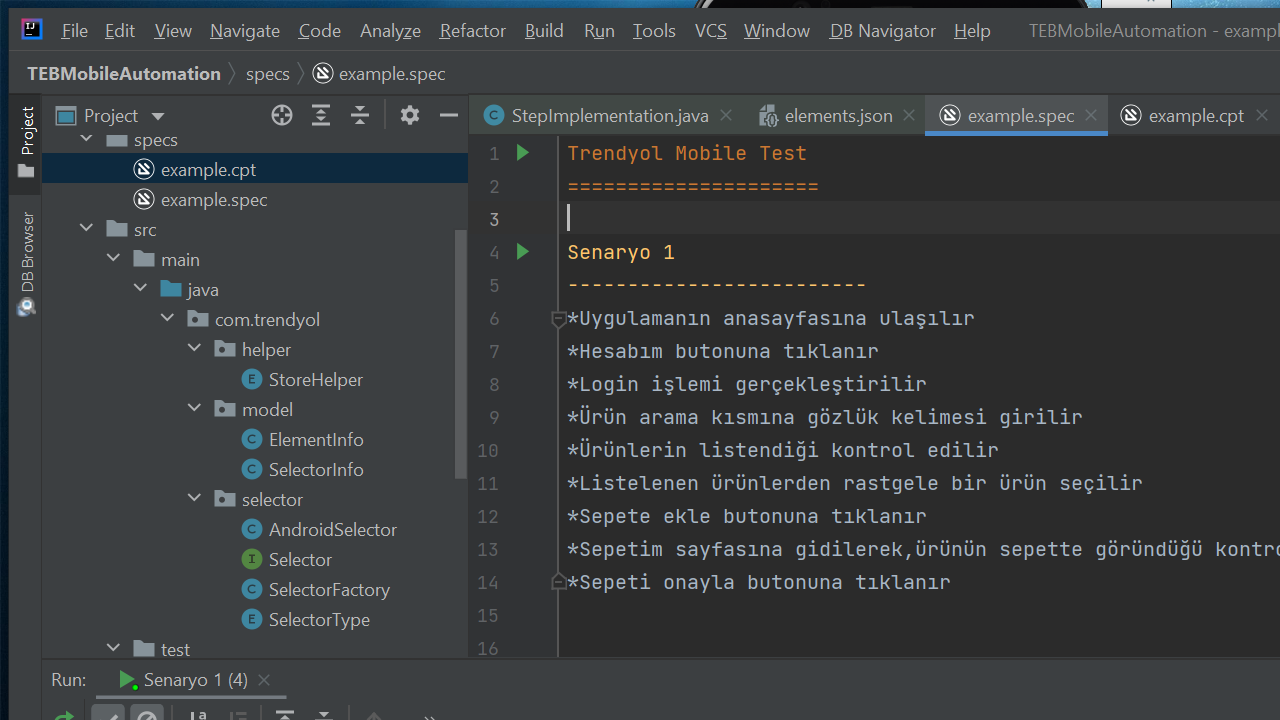 File Edit View Navigate Code Analyze Refactor Build Run Tools VCS Window DB Navigator Help TEBMobileAutomation -
TEBMobileAutomation specs example.spec
Project
DB Browser
Project
specs
example.cpt
example.spec
src
main
java
com.trendyol
helper
StoreHelper
model
ElementInfo
SelectorInfo
selector
AndroidSelector
Selector
SelectorFactory
SelectorType
test
StepImplementation.java elements.json example.spec example.cpt
1 Trendyol Mobile Test
2 =====================
3
4 Senaryo 1
5 -------------------------
6 *Uygulamanın anasayfasına ulaşılır
7 *Hesabım butonuna tıklanır
8 *Login işlemi gerçekleştirilir
9 *Ürün arama kısmına gözlük kelimesi girilir
10 *Ürünlerin listendiği kontrol edilir
11 *Listelenen ürünlerden rastgele bir ürün seçilir
12 *Sepete ekle butonuna tıklanır
13 *Sepetim sayfasına gidilerek,ürünün sepette göründüğü
14 *Sepeti onayla butonuna tıklanır
15
16
Run: Senaryo 1 (4)